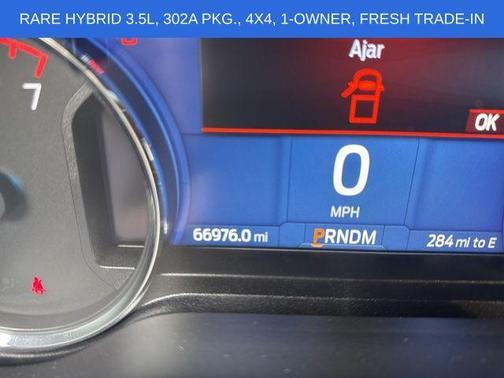 RARE HYBRID 3.5L, 302A PKG., 4X4, 1-OWNER, FRESH TRADE-IN
Ajar
7
OK
0
MPH
66976.0 mi
PRNDM
284 mi to E